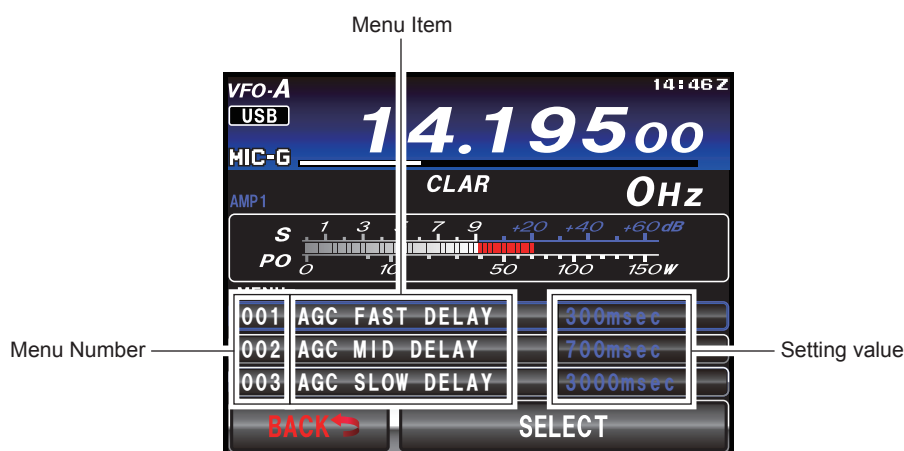 Menu Item
VFO-A
14:46Z
USB
14.19500
MIC-G
CLAR
0Hz
AMP1
S 1 3 7 9 +20 +40 +60dB
PO 0 10 50 100 150W
MENU
001 AGC FAST DELAY 300msec
002 AGC MID DELAY 700msec
003 AGC SLOW DELAY 3000msec
Menu Number
Setting value
BACK
SELECT